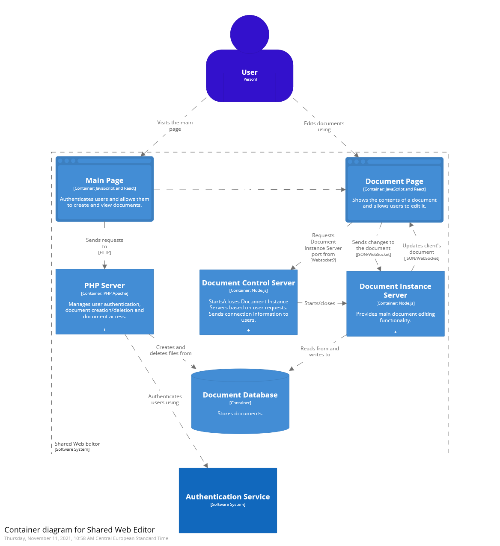 User
[Person]
Visits the main
page
Edits documents
using
Main Page
[Container: JavaScript and React]
Authenticates users and allows them
to create and view documents.
Document Page
[Container: JavaScript and React]
Shows the contents of a document
and allows users to edit it.
Sends requests
to
Requests
Document
Instance Server
port from
[WebSocket]
Sends changes to
the document
[JSON/WebSocket]
Updates client's
document
[JSON/WebSocket]
PHP Server
[Container: PHP Apache]
Manages user authentication,
document creation/deletion and
document access.
Document Control Server
[Container: Node.js]
Starts/closes Document Instance
Servers based on user requests.
Sends connection information to
users.
Starts/closes
Document Instance
Server
[Container: Node.js]
Provides main document editing
functionality.
Creates and
deletes files from
Reads from and
writes to
Document Database
[Container]
Stores documents.
Authenticates
users using
Shared Web Editor
[Software System]
Authentication Service
[Software System]
Container diagram for Shared Web Editor
Thursday, November 11, 2021, 10:58 AM Central European Standard Time